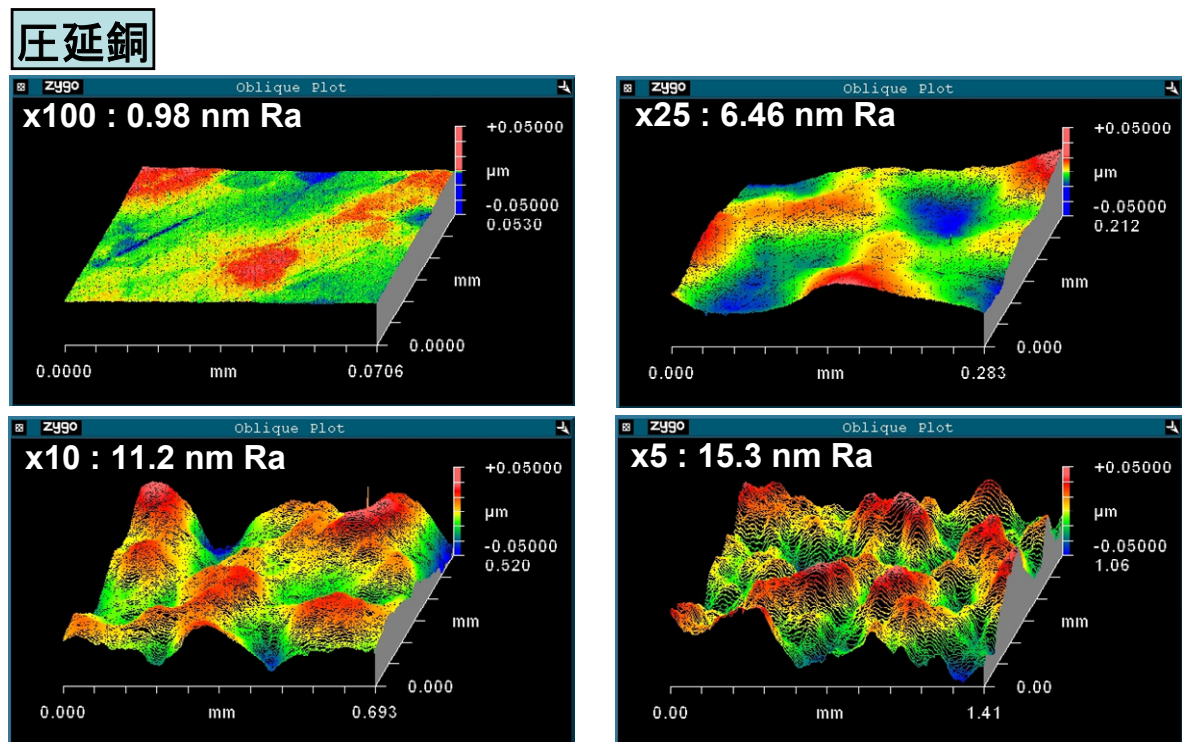 圧延銅
zygo Oblique Plot
x100 : 0.98 nm Ra
+0.05000
µm
-0.05000
0.0530
mm
0.0000
0.0000 mm 0.0706
zygo Oblique Plot
x25 : 6.46 nm Ra
+0.05000
µm
-0.05000
0.212
mm
0.000
0.000 mm 0.283
zygo Oblique Plot
x10 : 11.2 nm Ra
+0.05000
µm
-0.05000
0.520
mm
0.000
0.000 mm 0.693
zygo Oblique Plot
x5 : 15.3 nm Ra
+0.05000
µm
-0.05000
1.06
mm
0.00
0.00 mm 1.41